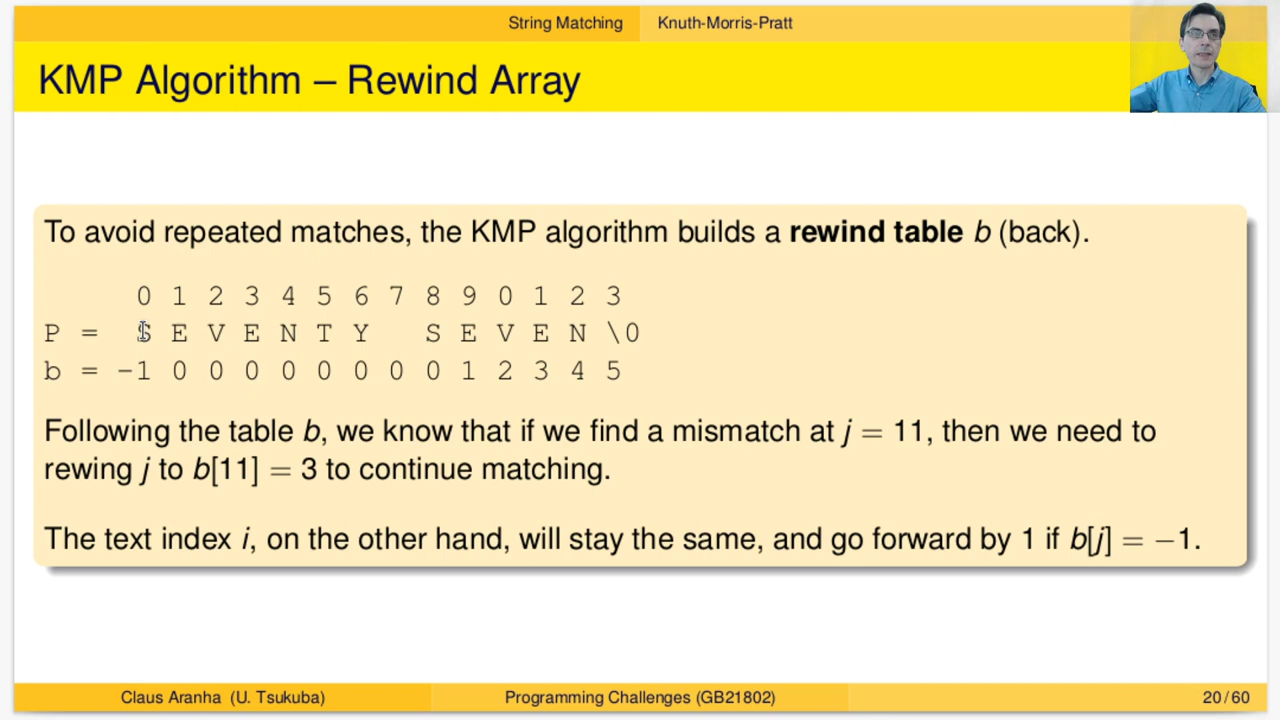 String Matching Knuth-Morris-Pratt
KMP Algorithm – Rewind Array
To avoid repeated matches, the KMP algorithm builds a rewind table b (back).
0 1 2 3 4 5 6 7 8 9 0 1 2 3
P = S E V E N T Y S E V E N \0
b = -1 0 0 0 0 0 0 0 0 1 2 3 4 5
Following the table b, we know that if we find a mismatch at j = 11, then we need to
rewing j to b[11] = 3 to continue matching.
The text index i, on the other hand, will stay the same, and go forward by 1 if b[j] = −1.
Claus Aranha (U. Tsukuba) Programming Challenges (GB21802) 20/60